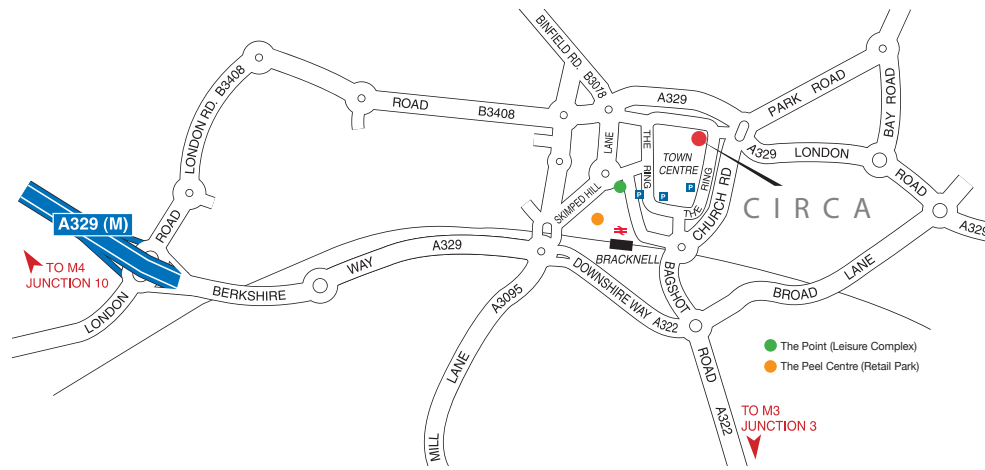 BINFIELD RD. B3018
LONDON RD. B3408
ROAD B3408
A329
PARK ROAD
BAY ROAD
LANE
THE RING
TOWN
CENTRE
THE RING
CHURCH RD
A329 LONDON ROAD
P
P
P
SKIMPED HILL
CIRCA
A329 (M)
ROAD
LONDON
TO M4
JUNCTION 10
BERKSHIRE WAY A329
BRACKNELL
A329
DOWNSHIRE WAY A322
BAGSHOT
BROAD LANE
A3095
MILL LANE
ROAD A322
The Point (Leisure Complex)
The Peel Centre (Retail Park)
TO M3
JUNCTION 3